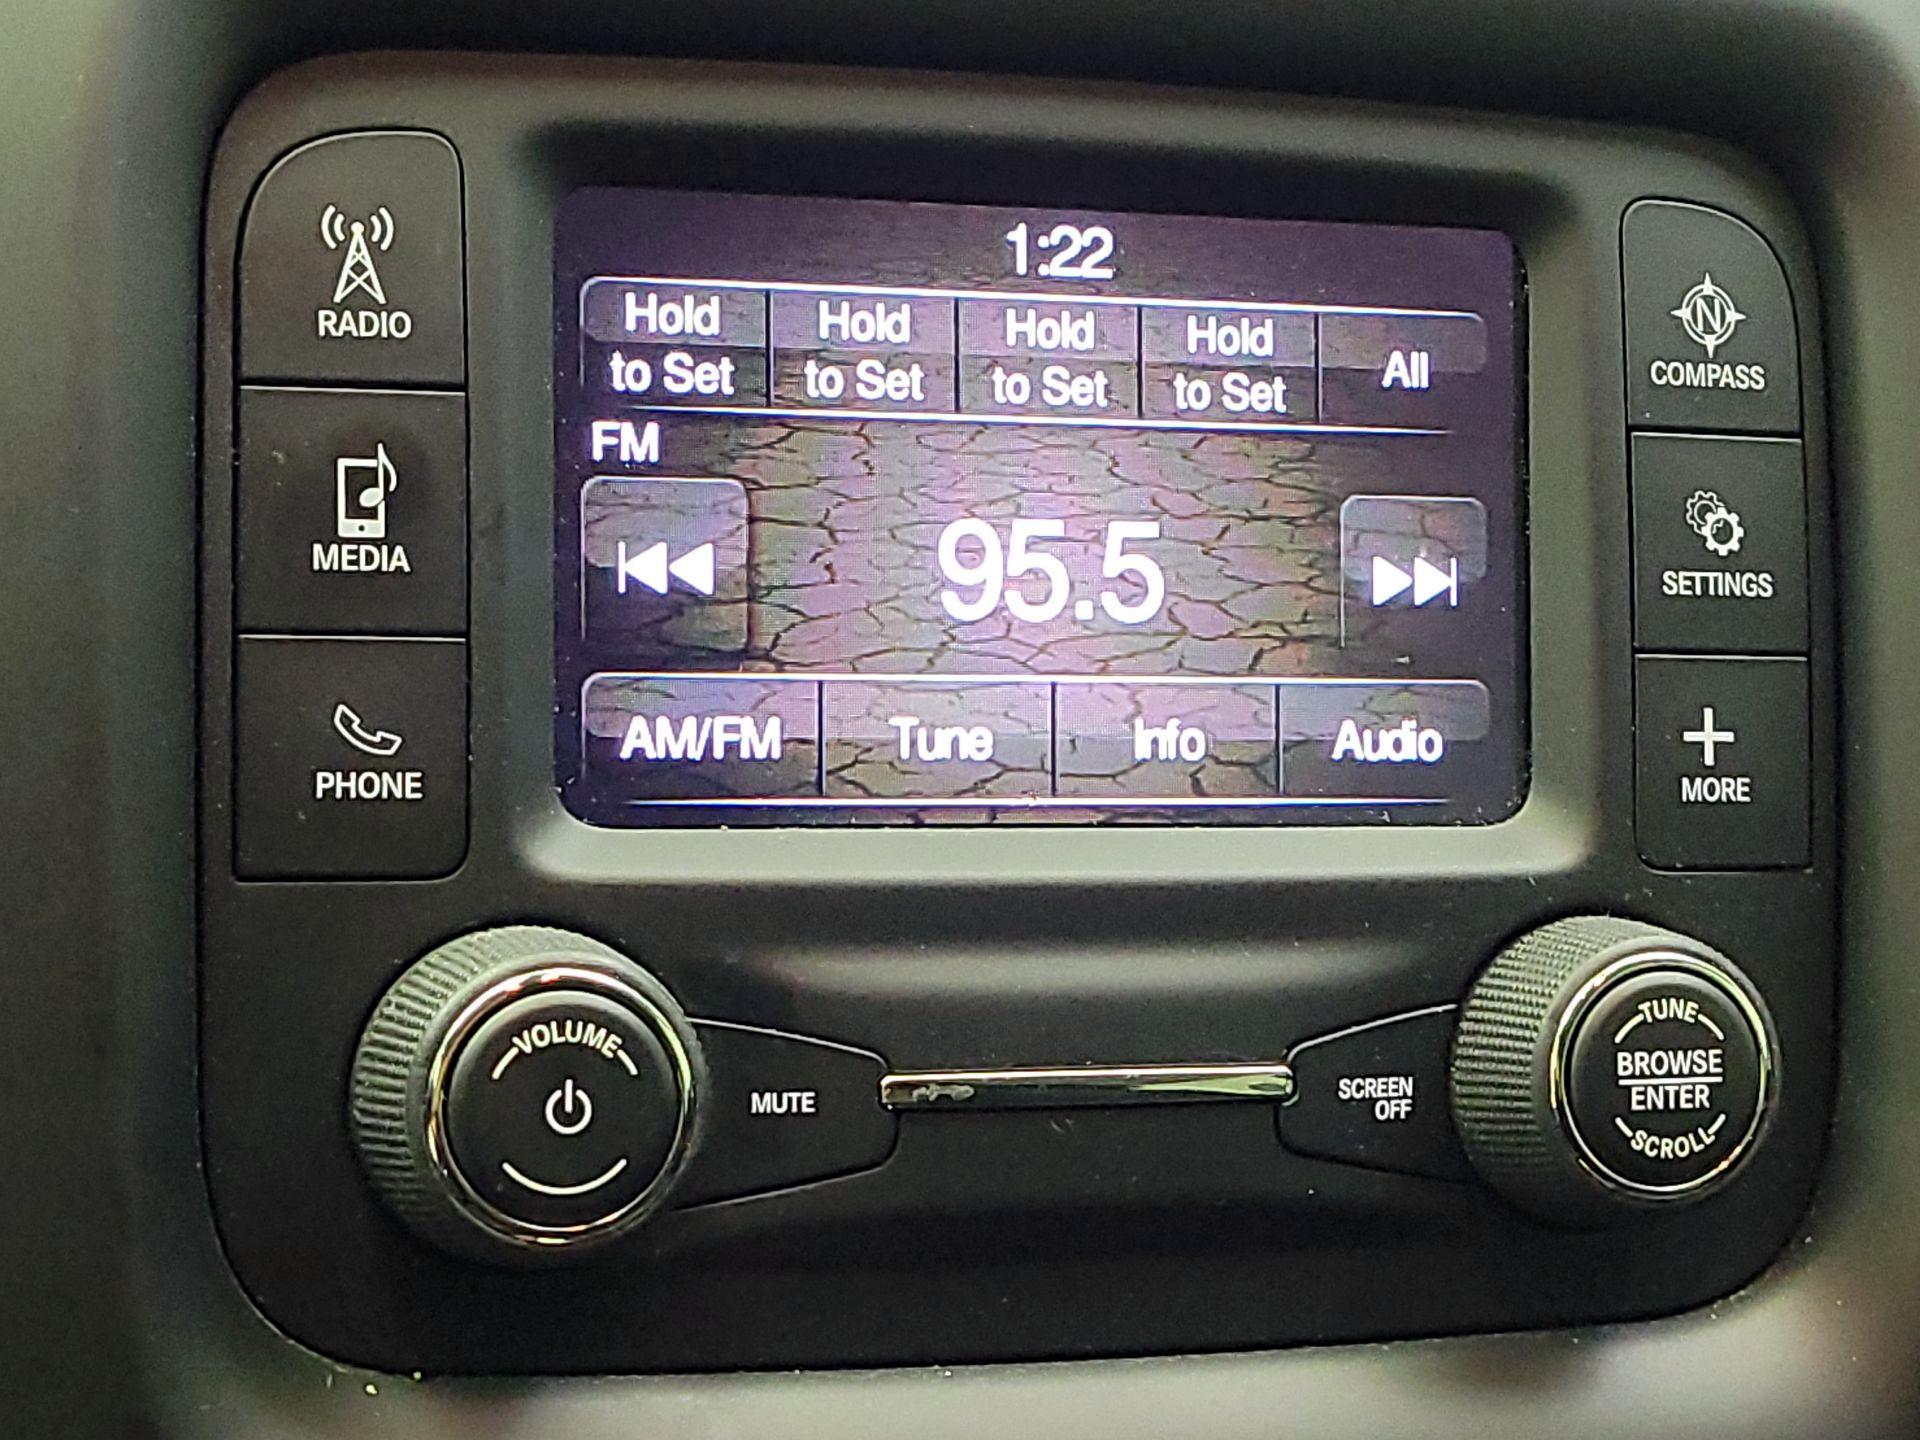 1:22
Hold to Set
Hold to Set
Hold to Set
Hold to Set
All
FM
95.5
AM/FM
Tune
Info
Audio
RADIO
MEDIA
PHONE
N
COMPASS
SETTINGS
MORE
VOLUME
MUTE
SCREEN
OFF
TUNE
BROWSE
ENTER
SCROLL